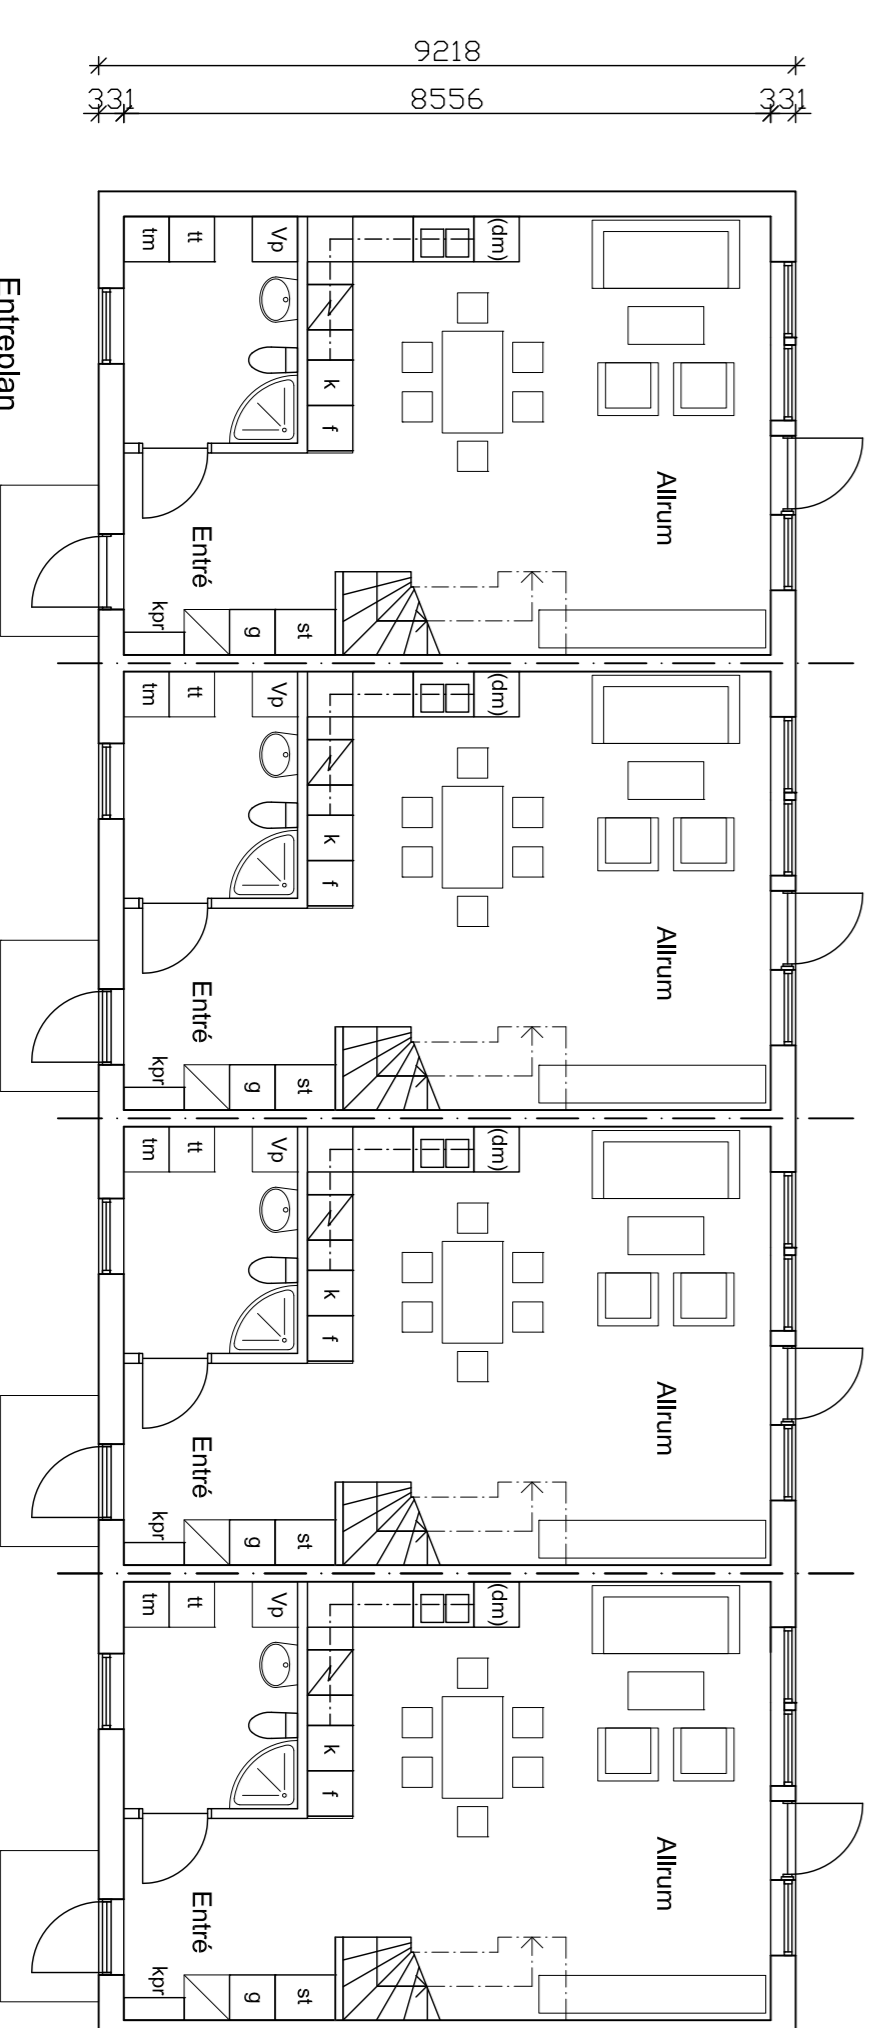 9218
331 8556 331
Entreplan
tm tt Vp (dm)
k
f
Allrum
Entré
kpr g st
tm tt Vp (dm)
k
f
Allrum
Entré
kpr g st
tm tt Vp (dm)
k
f
Allrum
Entré
kpr g st
tm tt Vp (dm)
k
f
Allrum
Entré
kpr g st